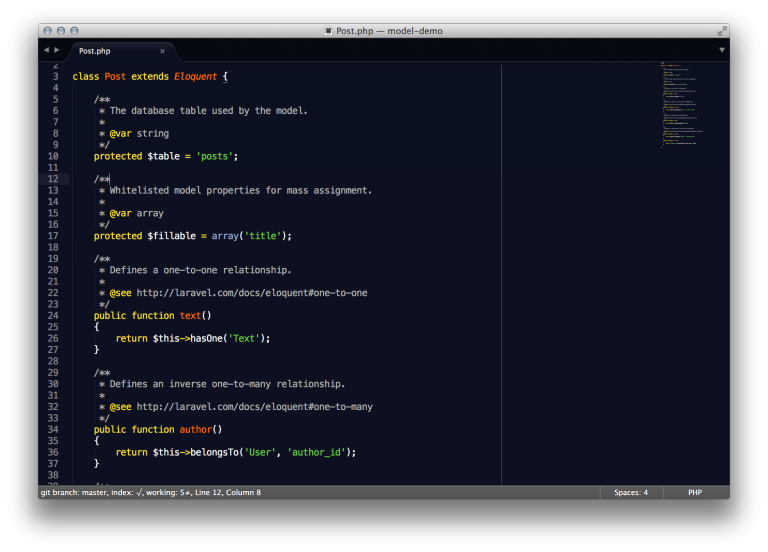 Post.php — model-demo
Post.php ×
2
3 class Post extends Eloquent {
4
5 /**
6 * The database table used by the model.
7 *
8 * @var string
9 */
10 protected $table = 'posts';
11
12 /**
13 * Whitelisted model properties for mass assignment.
14 *
15 * @var array
16 */
17 protected $fillable = array('title');
18
19 /**
20 * Defines a one-to-one relationship.
21 *
22 * @see http://laravel.com/docs/eloquent#one-to-one
23 */
24 public function text()
25 {
26 return $this->hasOne('Text');
27 }
28
29 /**
30 * Defines an inverse one-to-many relationship.
31 *
32 * @see http://laravel.com/docs/eloquent#one-to-many
33 */
34 public function author()
35 {
36 return $this->belongsTo('User', 'author_id');
37 }
38
39 /**
git branch: master, index: √, working: 5≠, Line 12, Column 8 Spaces: 4 PHP